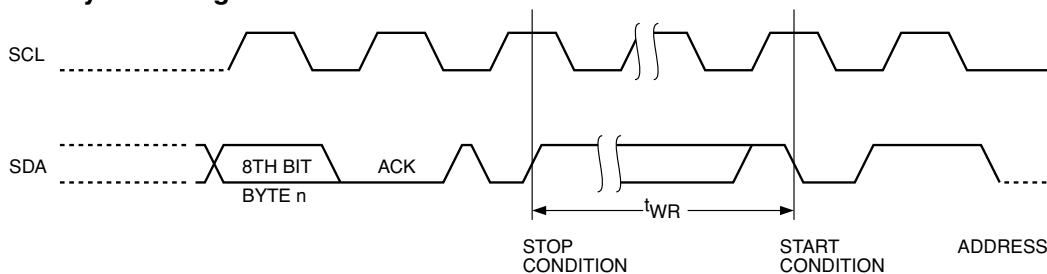 SCL
SDA
8TH BIT
ACK
BYTE n
tWR
STOP
CONDITION
START
CONDITION
ADDRESS